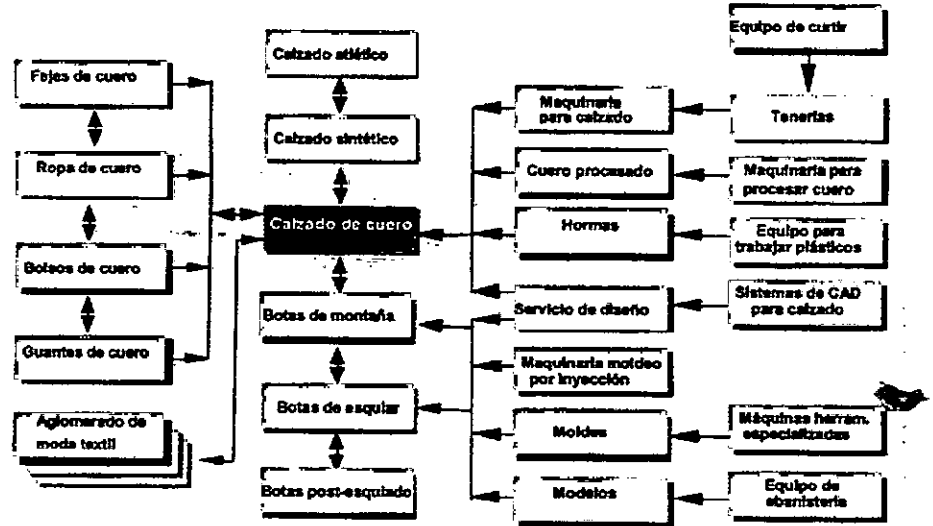 Fajas de cuero
Ropa de cuero
Bolsos de cuero
Guantes de cuero
Aglomerado de
moda textil
Calzado atlético
Calzado sintético
Calzado de cuero
Botas de montaña
Botas de esquiar
Botas post-esquiado
Maquinaria
para calzado
Cuero procesado
Hormas
Servicio de diseño
Maquinaria moldeo
por inyección
Moldes
Modelos
Equipo de curtir
Tenerías
Maquinaria para
procesar cuero
Equipo para
trabajar plásticos
Sistemas de CAD
para calzado
Máquinas herram.
especializadas
Equipo de
ebanistería